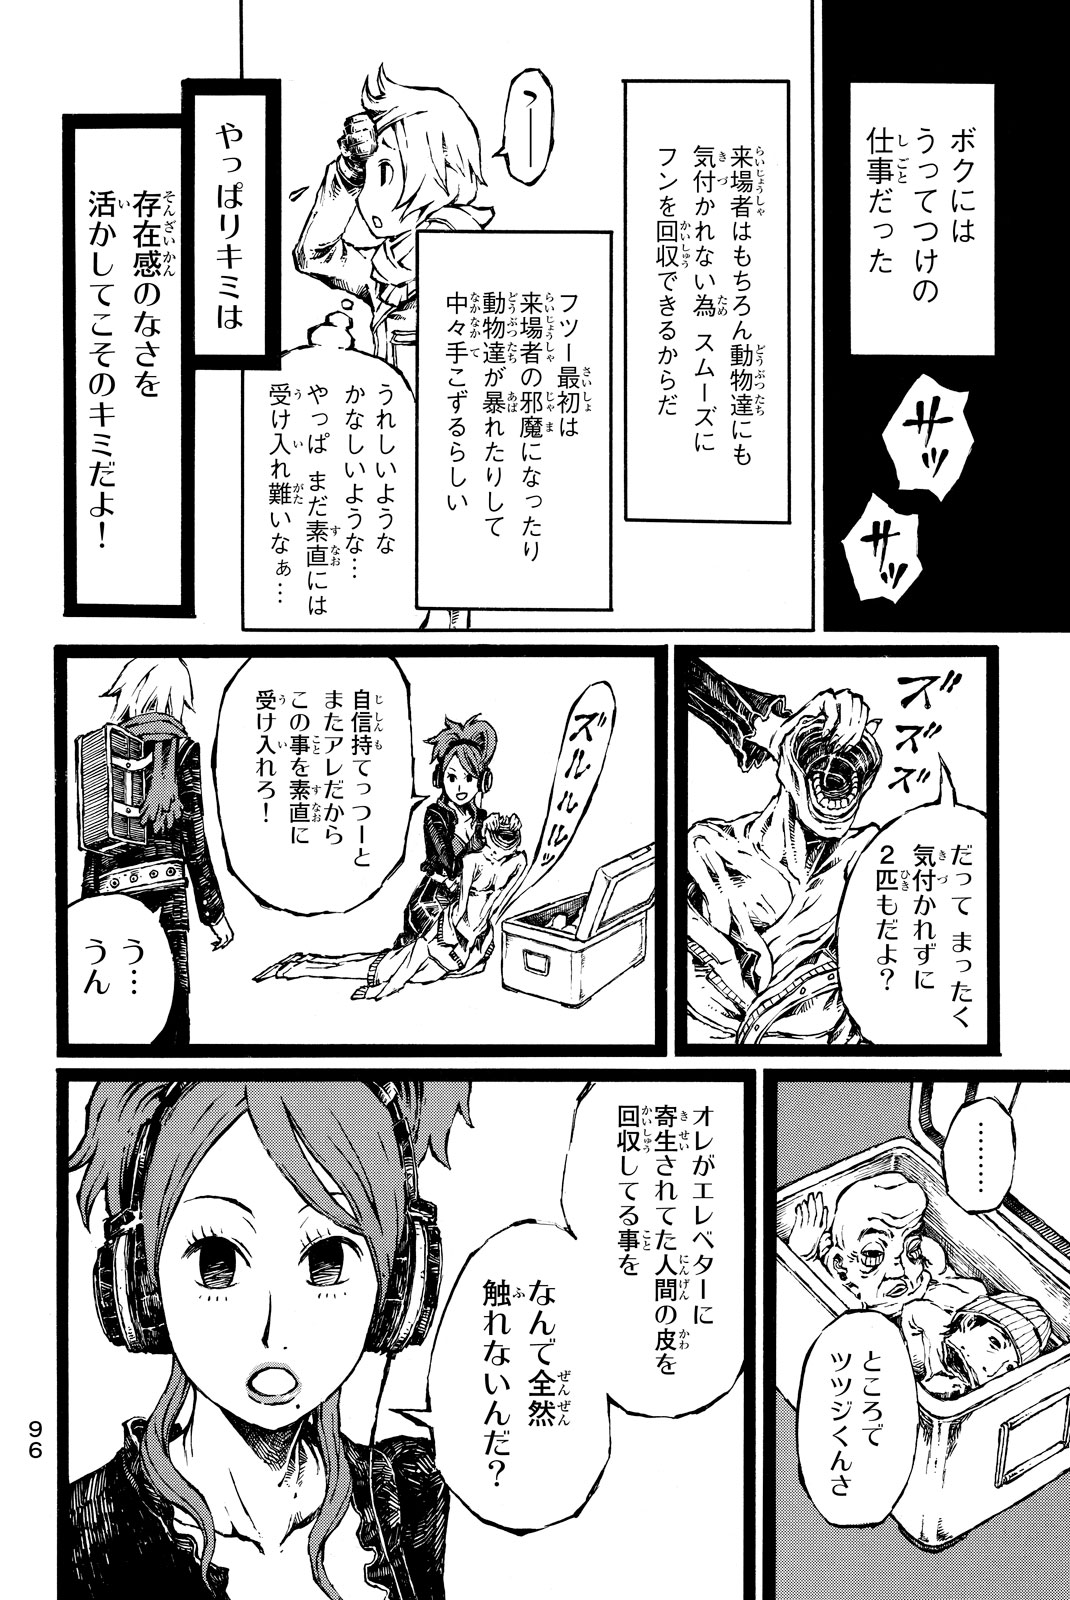 ボクには
うってつけの
仕事だった
サッ
サッ
来場者はもちろん動物達にも
気付かれない為 スムーズに
フンを回収できるからだ
フツー最初は
来場者の邪魔になったり
動物達が暴れたりして
中々手こずるらしい
うれしいような
かなしいような…
やっぱ まだ素直には
受け入れ難いなぁ…
やっぱりキミは
存在感のなさを
活かしてこそのキミだよ!
ズズ
ズズ
だって まったく
気付かれずに
2匹もだよ?
ズルルルルッ
自信持てっつーと
またアレだから
この事を素直に
受け入れろ!
う…
うん
………
ところで
ツツジくんさ
オレがエレベターに
寄生されてた人間の皮を
回収してる事を
なんで全然
触れないんだ?
96